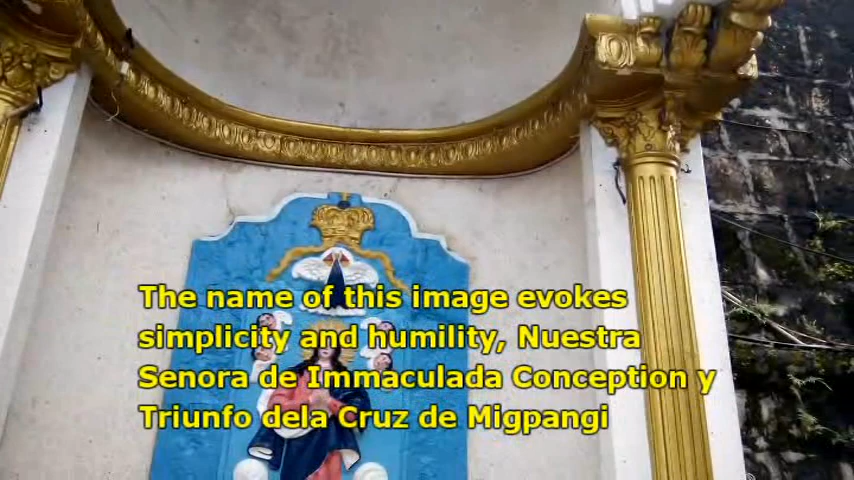 The name of this image evokes
simplicity and humility, Nuestra
Senora de Immaculada Conception y
Triunfo dela Cruz de Migpangi